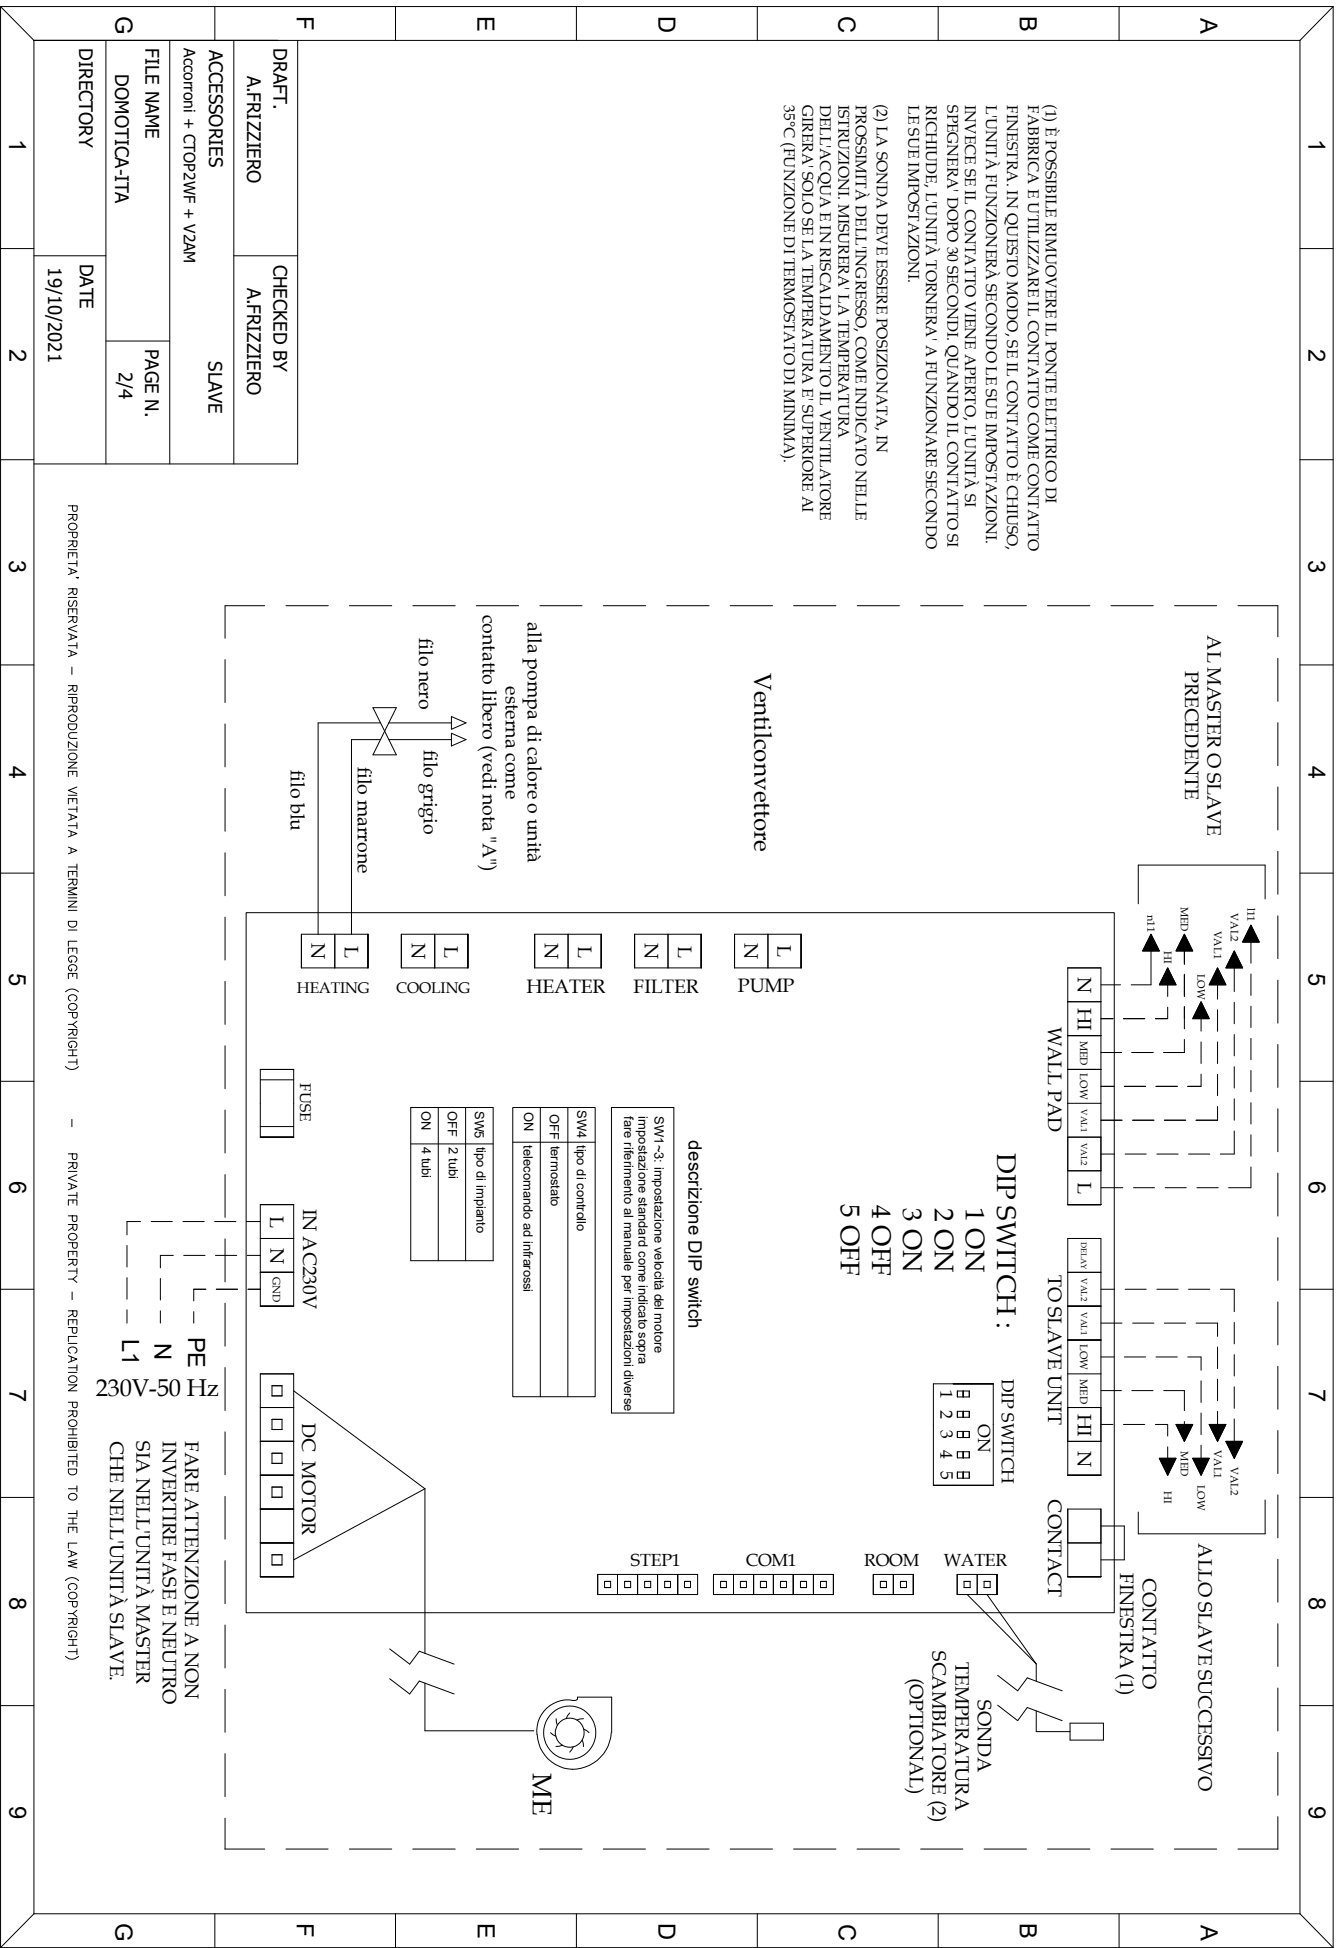 1 2 3 4 5 6 7 8 9
A
B
C
D
E
F
G
AL MASTER O SLAVE
PRECEDENTE
l11
VAL2
VAL1
LOW
MED
HI
n11
N HI MED LOW VAL1 VAL2 L
WALL PAD
VAL2
VAL1
LOW
MED
HI
ALLO SLAVE SUCCESSIVO
DELAY VAL2 VAL1 LOW MED HI N
TO SLAVE UNIT
CONTACT
CONTATTO
FINESTRA (1)
(1) È POSSIBILE RIMUOVERE IL PONTE ELETTRICO DI
FABBRICA E UTILIZZARE IL CONTATTO COME CONTATTO
FINESTRA. IN QUESTO MODO, SE IL CONTATTO È CHIUSO,
L'UNITÀ FUNZIONERÀ SECONDO LE SUE IMPOSTAZIONI.
INVECE SE IL CONTATTO VIENE APERTO, L'UNITÀ SI
SPEGNERA' DOPO 30 SECONDI. QUANDO IL CONTATTO SI
RICHIUDE, L'UNITÀ TORNERA' A FUNZIONARE SECONDO
LE SUE IMPOSTAZIONI.
(2) LA SONDA DEVE ESSERE POSIZIONATA, IN
PROSSIMITÀ DELL'INGRESSO, COME INDICATO NELLE
ISTRUZIONI. MISURERA' LA TEMPERATURA
DELL'ACQUA E IN RISCALDAMENTO IL VENTILATORE
GIRERA' SOLO SE LA TEMPERATURA E' SUPERIORE AI
35°C (FUNZIONE DI TERMOSTATO DI MINIMA).
DIP SWITCH :
1 ON
2 ON
3 ON
4 OFF
5 OFF
DIP SWITCH
ON
1 2 3 4 5
WATER
ROOM
COM1
STEP1
SONDA
TEMPERATURA
SCAMBIATORE (2)
(OPTIONAL)
Ventilconvettore
L
N
PUMP
L
N
FILTER
L
N
HEATER
L
N
COOLING
L
N
HEATING
descrizione DIP switch
SW1~3: impostazione velocità del motore
impostazione standard come indicato sopra
fare riferimento al manuale per impostazioni diverse
SW4 tipo di controllo
OFF termostato
ON telecomando ad infrarossi
SW5 tipo di impianto
OFF 2 tubi
ON 4 tubi
alla pompa di calore o unità
esterna come
contatto libero (vedi nota "A")
filo nero
filo grigio
filo marrone
filo blu
ME
FUSE
IN AC230V
L N GND
DC MOTOR
PE
N
L1
230V-50 Hz
FARE ATTENZIONE A NON
INVERTIRE FASE E NEUTRO
SIA NELL'UNITÀ MASTER
CHE NELL'UNITÀ SLAVE.
DRAFT.
A.FRIZZIERO
CHECKED BY
A.FRIZZIERO
ACCESSORIES
SLAVE
Accorroni + CTOP2WF + V2AM
FILE NAME
DOMOTICA-ITA
PAGE N.
2/4
DIRECTORY
DATE
19/10/2021
PROPRIETA' RISERVATA - RIPRODUZIONE VIETATA A TERMINI DI LEGGE (COPYRIGHT) - PRIVATE PROPERTY - REPLICATION PROHIBITED TO THE LAW (COPYRIGHT)
1 2 3 4 5 6 7 8 9
A
B
C
D
E
F
G